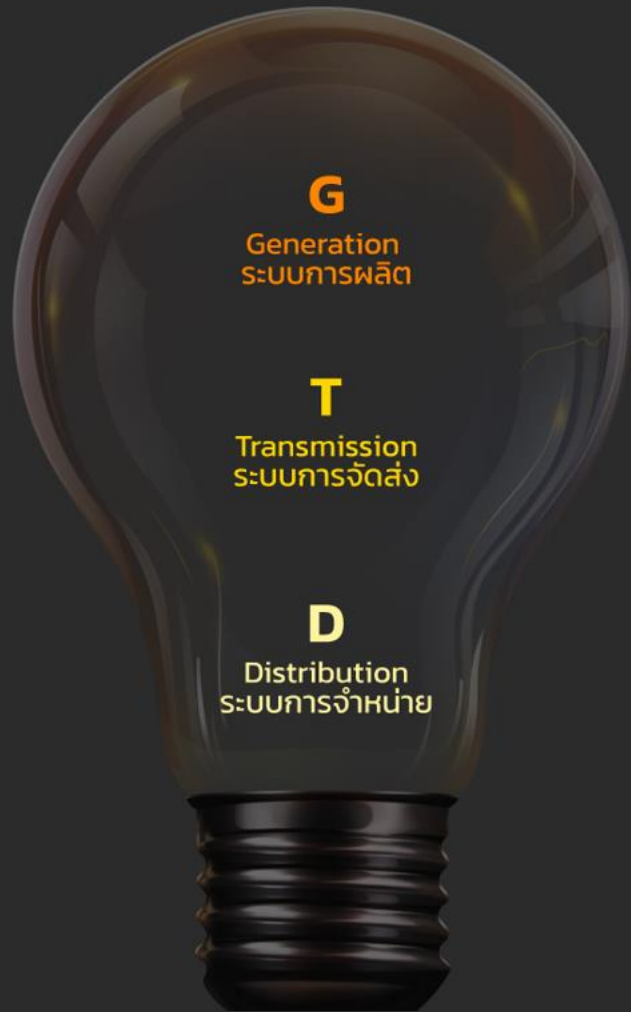 G
Generation
ระบบการผลิต
T
Transmission
ระบบการจัดส่ง
D
Distribution
ระบบการจำหน่าย